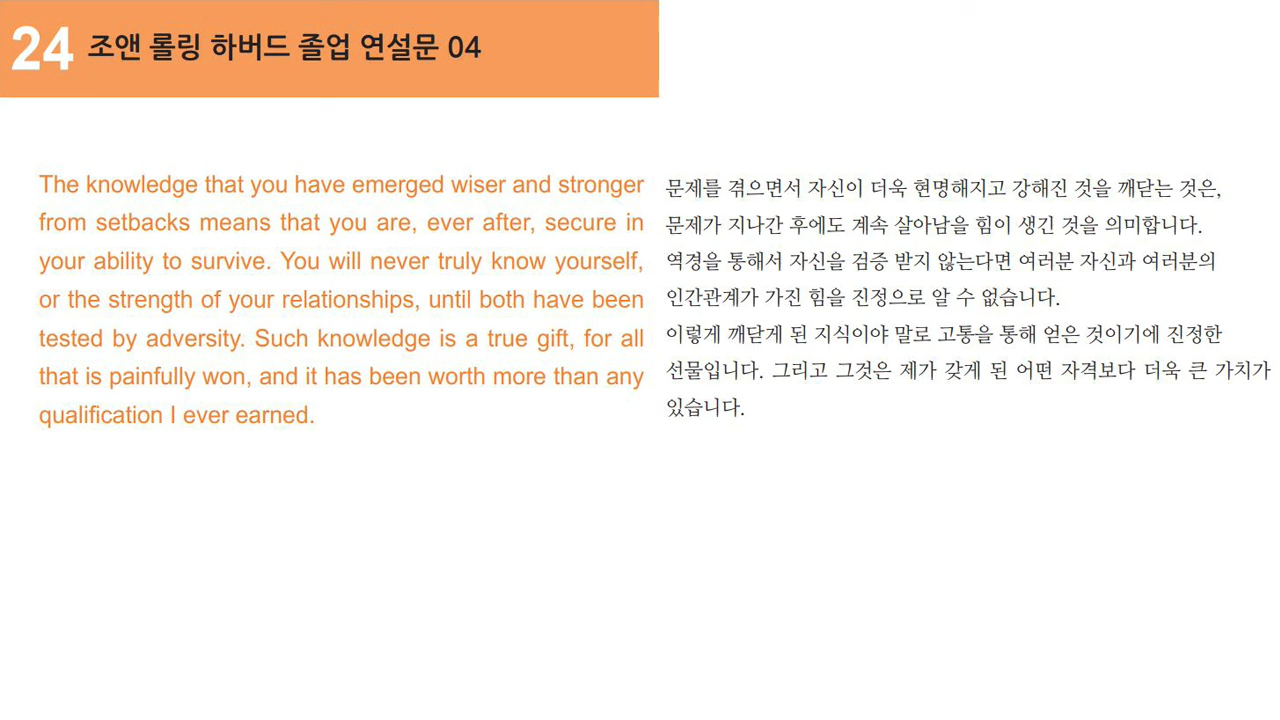 24 조앤 롤링 하버드 졸업 연설문 04
The knowledge that you have emerged wiser and stronger
from setbacks means that you are, ever after, secure in
your ability to survive. You will never truly know yourself,
or the strength of your relationships, until both have been
tested by adversity. Such knowledge is a true gift, for all
that is painfully won, and it has been worth more than any
qualification I ever earned.
문제를 겪으면서 자신이 더욱 현명해지고 강해진 것을 깨닫는 것은,
문제가 지나간 후에도 계속 살아남을 힘이 생긴 것을 의미합니다.
역경을 통해서 자신을 검증 받지 않는다면 여러분 자신과 여러분의
인간관계가 가진 힘을 진정으로 알 수 없습니다.
이렇게 깨닫게 된 지식이야 말로 고통을 통해 얻은 것이기에 진정한
선물입니다. 그리고 그것은 제가 갖게 된 어떤 자격보다 더욱 큰 가치가
있습니다.